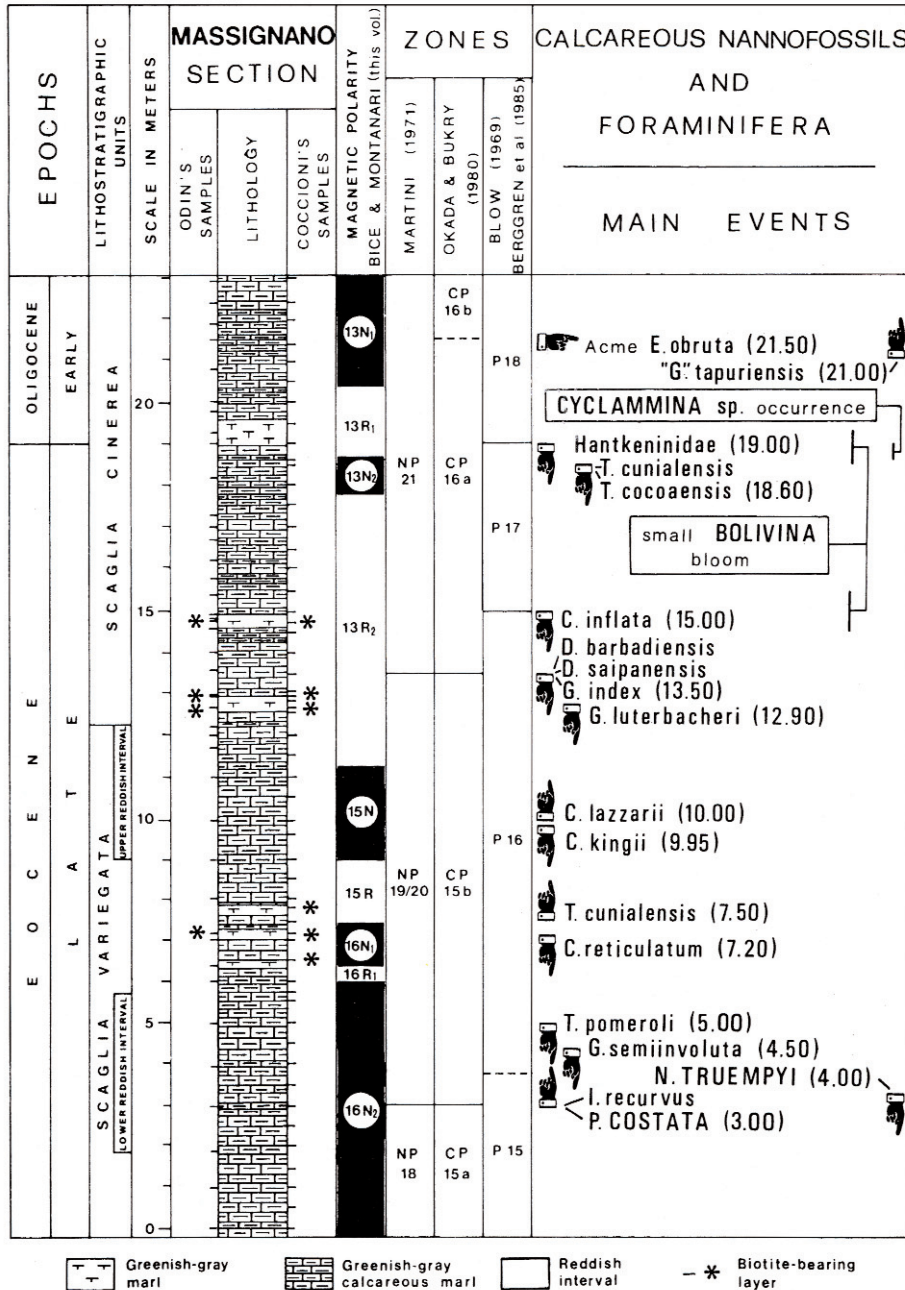 EPOCHS
LITHOSTRATIGRAPHIC
UNITS
SCALE IN METERS
MASSIGNANO
SECTION
ODIN'S
SAMPLES
LITHOLOGY
COCCIONI'S
SAMPLES
MAGNETIC POLARITY
BICE & MONTANARI (this vol.)
ZONES
MARTINI (1971)
OKADA & BUKRY
(1980)
BLOW (1969)
BERGGREN et al (1985)
CALCAREOUS NANNOFOSSILS
AND
FORAMINIFERA
MAIN EVENTS
OLIGOCENE
EARLY
EOCENE
LATE
SCAGLIA CINEREA
SCAGLIA VARIEGATA
UPPER REDDISH INTERVAL
LOWER REDDISH INTERVAL
20
15
10
5
0
*
*
*
*
*
*
*
*
*
*
13N1
13R1
13N2
13R2
15N
15R
16N1
16R1
16N2
NP
21
NP
19/20
NP
18
CP
16b
CP
16a
CP
15b
CP
15a
P18
P17
P16
P15
Acme E.obruta (21.50)
"G".tapuriensis (21.00)
CYCLAMMINA sp. occurrence
Hantkeninidae (19.00)
T. cunialensis
T. cocoaensis (18.60)
small BOLIVINA
bloom
C. inflata (15.00)
D. barbadiensis
D. saipanensis
G. index (13.50)
G. luterbacheri (12.90)
C. lazzarii (10.00)
C. kingii (9.95)
T. cunialensis (7.50)
C.reticulatum (7.20)
T. pomeroli (5.00)
G.semiinvoluta (4.50)
N. TRUEMPYI (4.00)
I.recurvus
P. COSTATA (3.00)
Greenish-gray
marl
Greenish-gray
calcareous marl
Reddish
interval
- * Biotite-bearing
layer